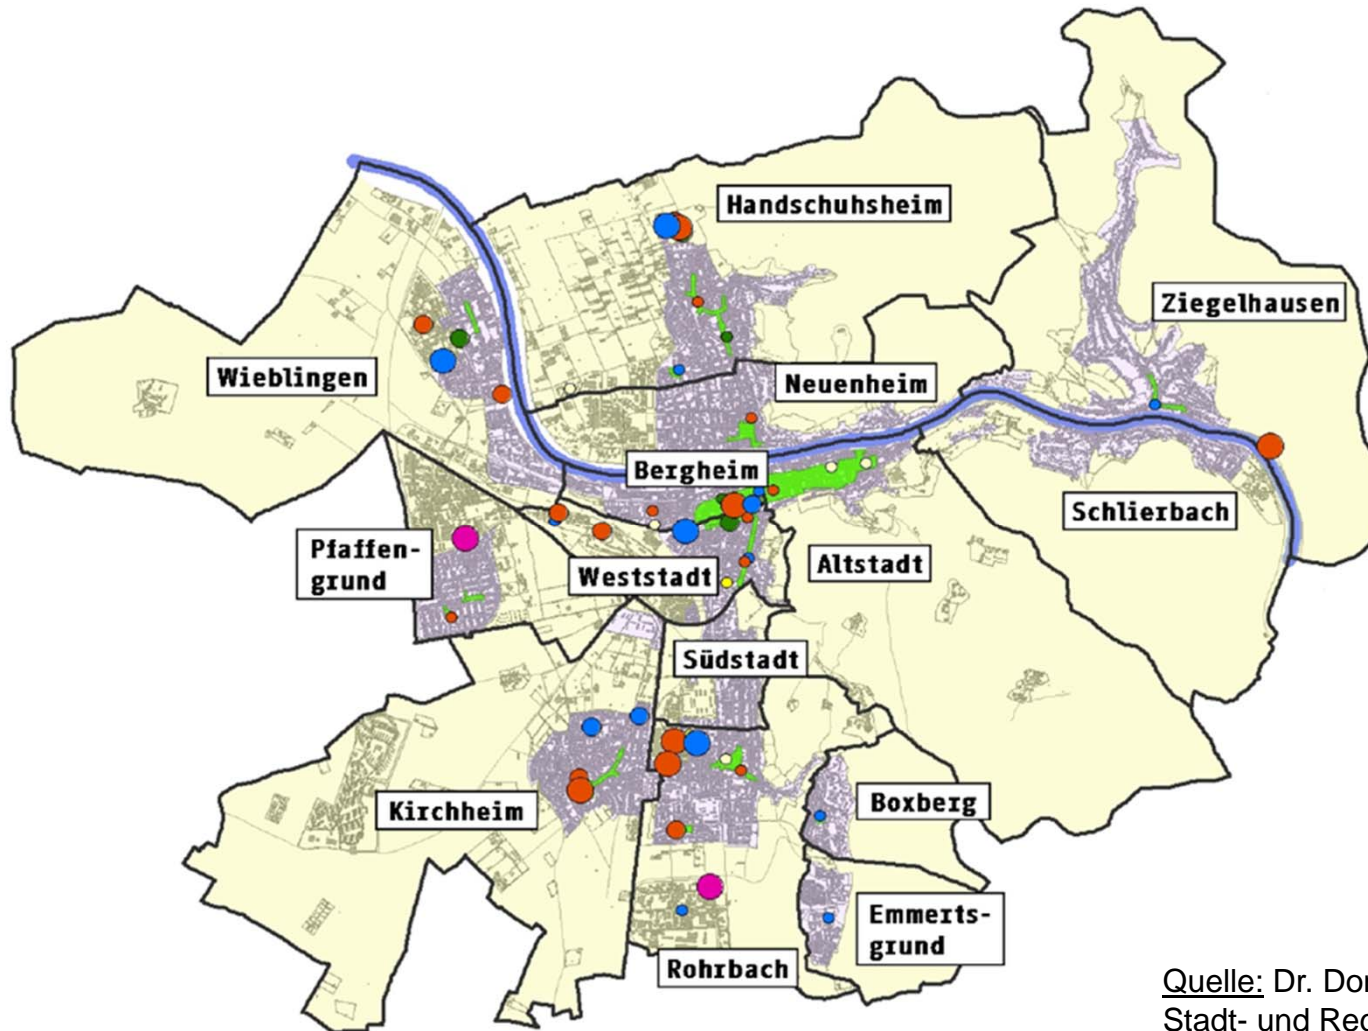 Handschuhsheim
Ziegelhausen
Wieblingen
Neuenheim
Bergheim
Schlierbach
Pfaffen-
grund
Weststadt
Altstadt
Südstadt
Boxberg
Kirchheim
Emmerts-
grund
Rohrbach
Quelle: Dr. Don
Stadt- und Reg